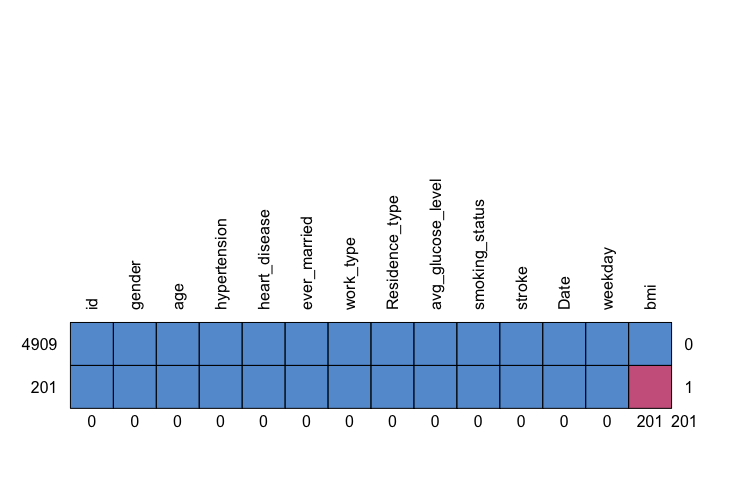 id gender age hypertension heart_disease ever_married work_type Residence_type avg_glucose_level smoking_status stroke Date weekday bmi
4909 0
201 1
0 0 0 0 0 0 0 0 0 0 0 0 0 201 201